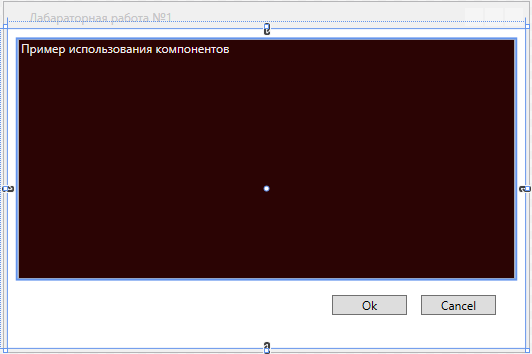 Лабараторная работа №1
Пример использования компонентов
Ok
Cancel